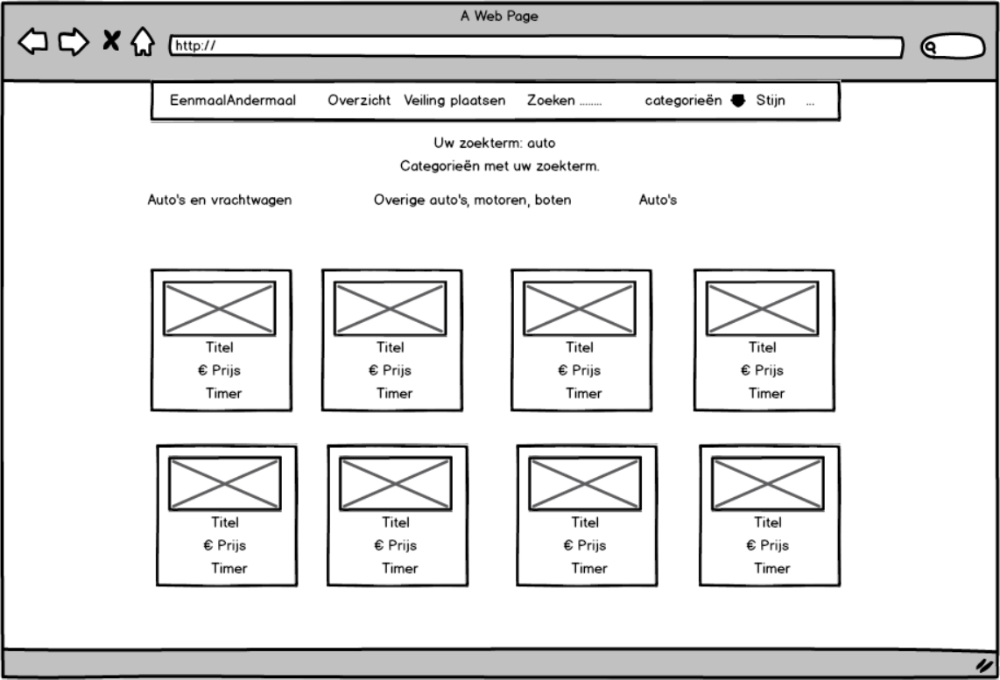 A Web Page
http://
EenmaalAndermaal Overzicht Veiling plaatsen Zoeken ........ categorieën Stijn ...
Uw zoekterm: auto
Categorieën met uw zoekterm.
Auto's en vrachtwagen Overige auto's, motoren, boten Auto's
Titel Titel Titel Titel
€ Prijs € Prijs € Prijs € Prijs
Timer Timer Timer Timer
Titel Titel Titel Titel
€ Prijs € Prijs € Prijs € Prijs
Timer Timer Timer Timer